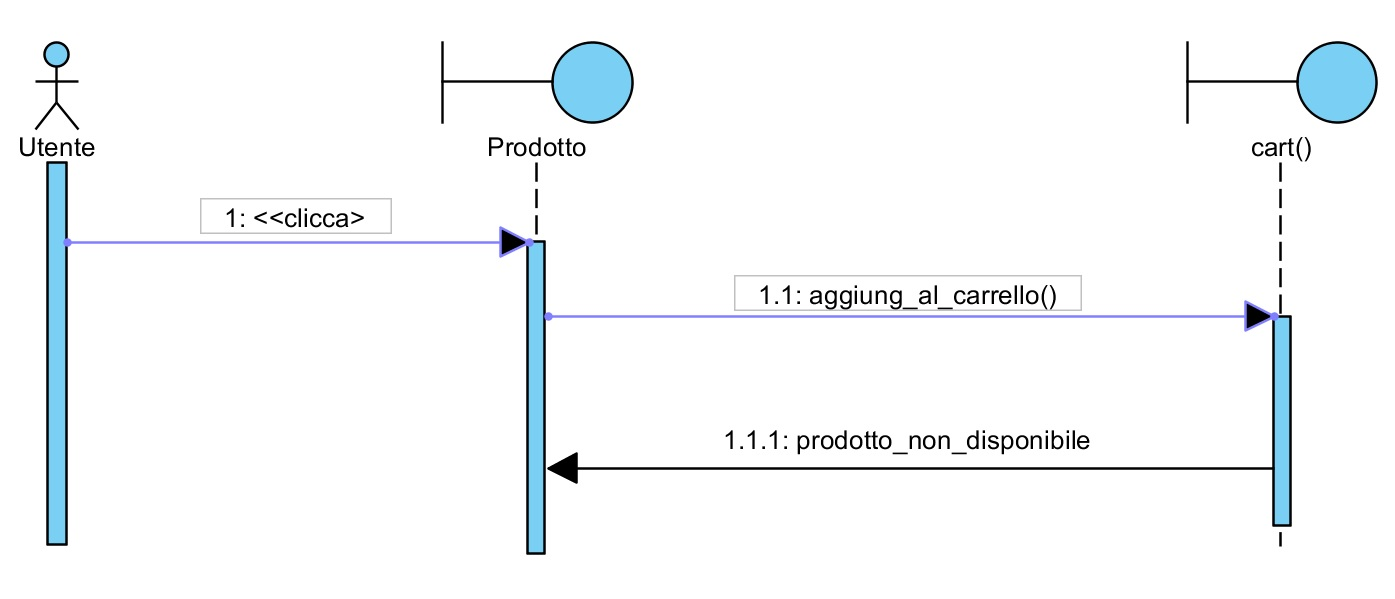 Utente
Prodotto
cart()
1: <<clicca>
1.1: aggiung_al_carrello()
1.1.1: prodotto_non_disponibile